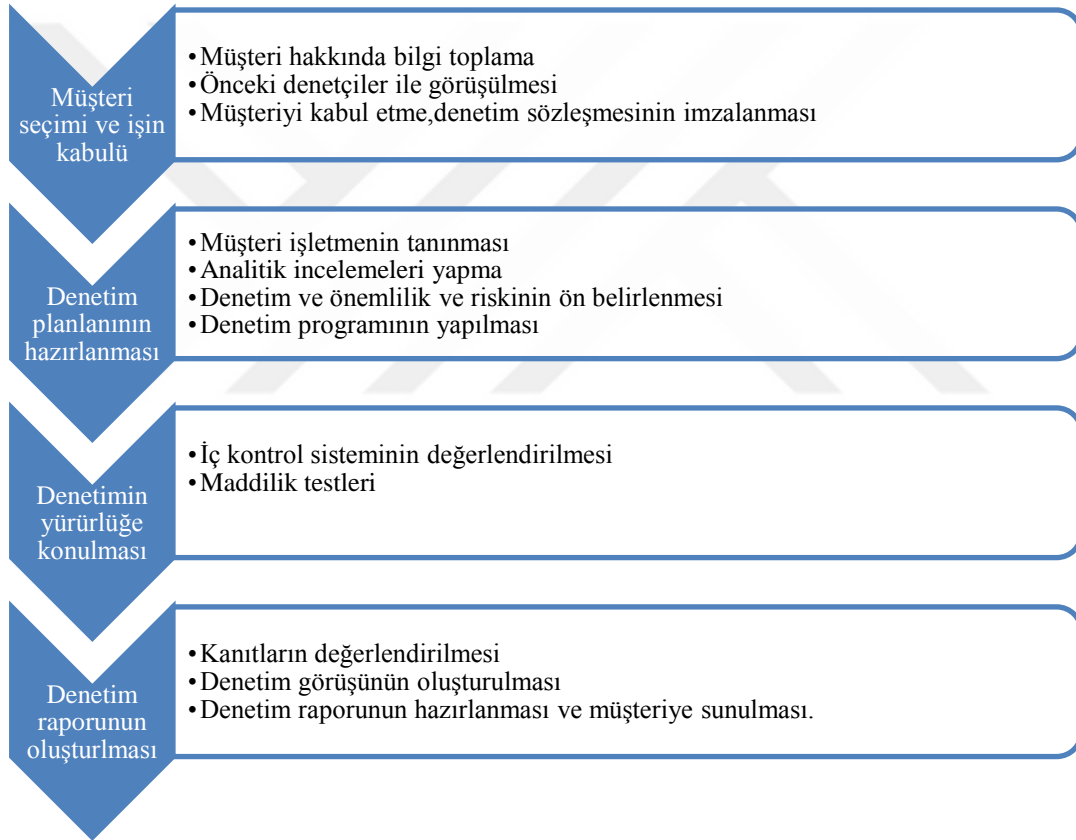 Müşteri
seçimi ve işin
kabulü
•Müşteri hakkında bilgi toplama
•Önceki denetçiler ile görüşülmesi
•Müşteriyi kabul etme,denetim sözleşmesinin imzalanması
Denetim
planlanının
hazırlanması
•Müşteri işletmenin tanınması
•Analitik incelemeleri yapma
•Denetim ve önemlilik ve riskinin ön belirlenmesi
•Denetim programının yapılması
Denetimin
yürürlüğe
konulması
•İç kontrol sisteminin değerlendirilmesi
•Maddilik testleri
Denetim
raporunun
oluşturlması
•Kanıtların değerlendirilmesi
•Denetim görüşünün oluşturulması
•Denetim raporunun hazırlanması ve müşteriye sunulması.